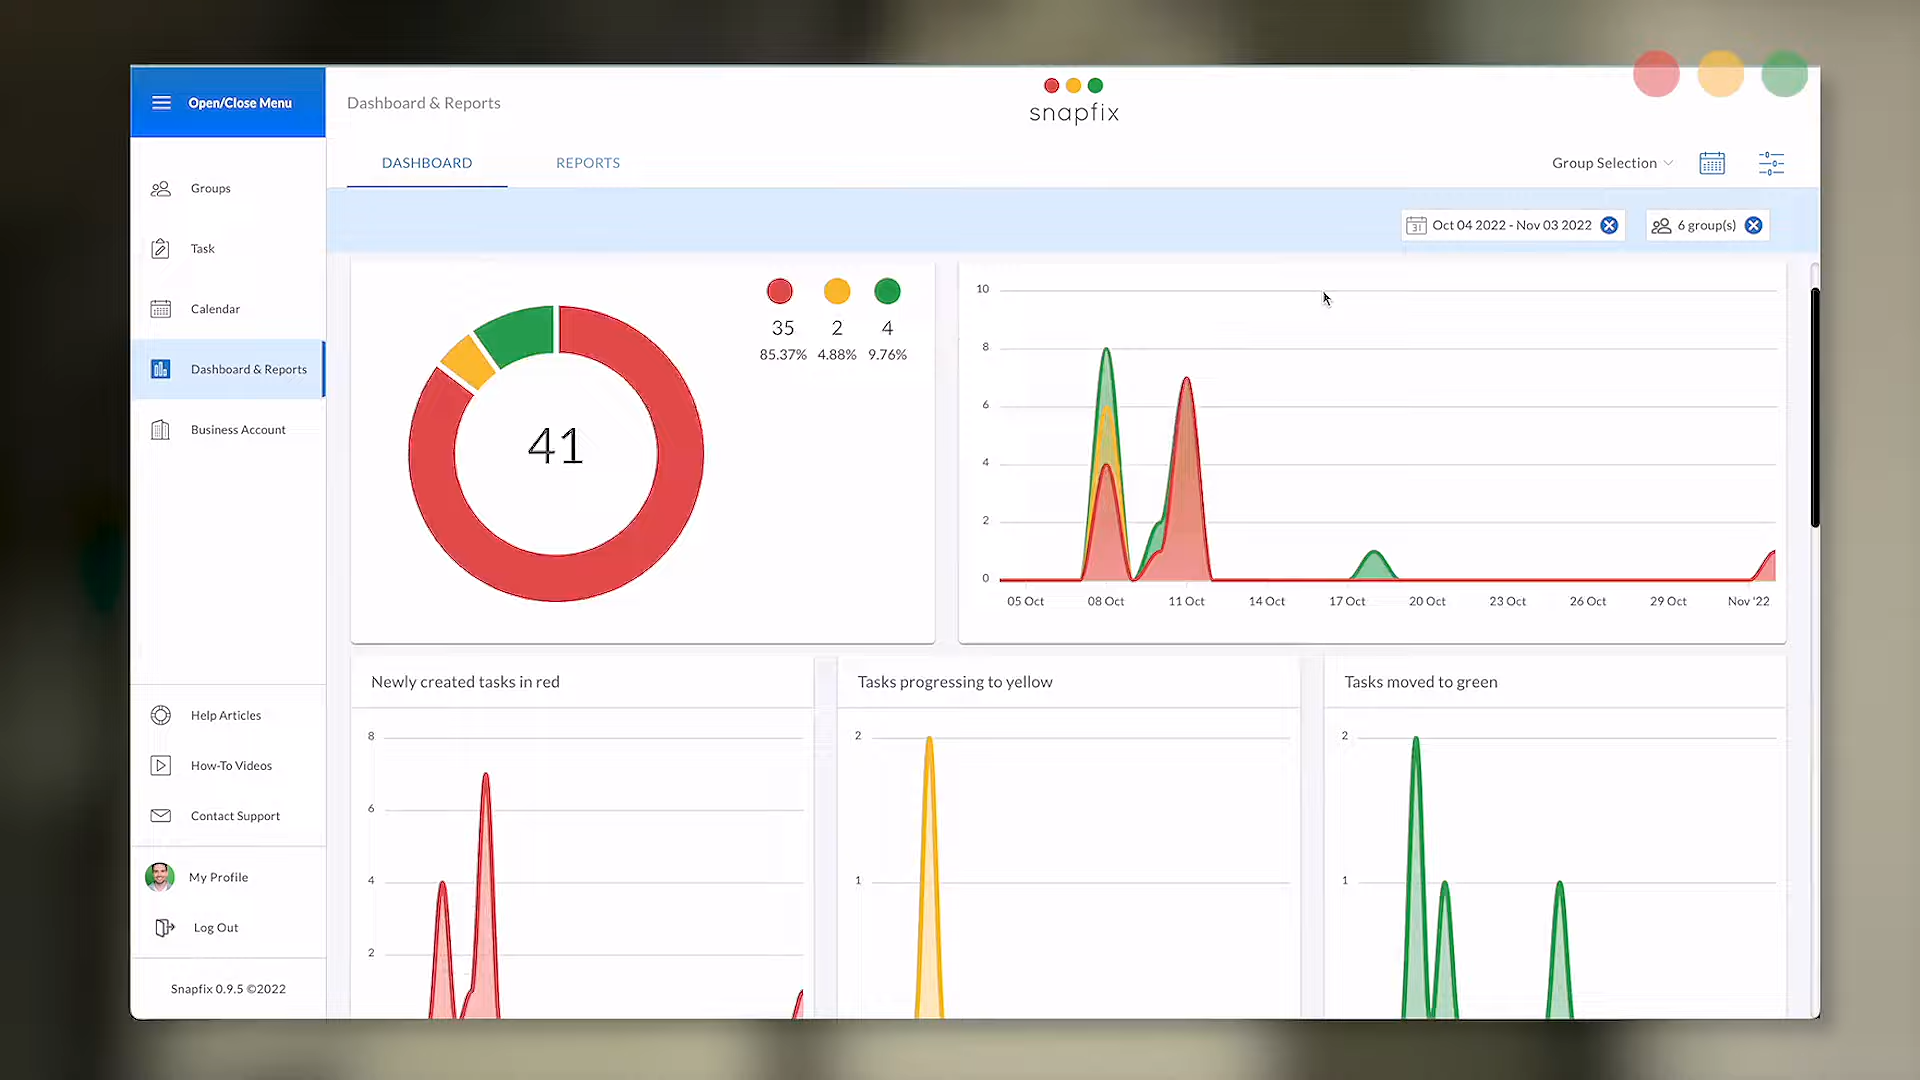 Open/Close Menu
Dashboard & Reports
snapfix
DASHBOARD
REPORTS
Group Selection
31
Oct 04 2022 - Nov 03 2022
6 group(s)
Groups
Task
Calendar
Dashboard & Reports
Business Account
Help Articles
How-To Videos
Contact Support
My Profile
Log Out
Snapfix 0.9.5 ©2022
35 2 4
85.37% 4.88% 9.76%
41
10
8
6
4
2
0
05 Oct 08 Oct 11 Oct 14 Oct 17 Oct 20 Oct 23 Oct 26 Oct 29 Oct Nov '22
Newly created tasks in red
8
6
4
2
Tasks progressing to yellow
2
1
Tasks moved to green
2
1